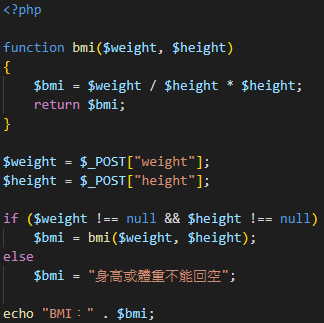 <?php
function bmi($weight, $height)
{
$bmi = $weight / $height * $height;
return $bmi;
}
$weight = $_POST["weight"];
$height = $_POST["height"];
if ($weight !== null && $height !== null)
$bmi = bmi($weight, $height);
else
$bmi = "身高或體重不能回空";
echo "BMI：" . $bmi;